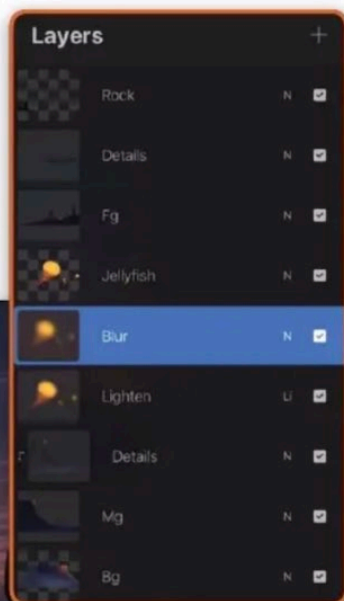 Layers +
Rock N
Details N
Fg N
Jellyfish N
Blur N
Lighten Li
Details N
Mg N
Bg N